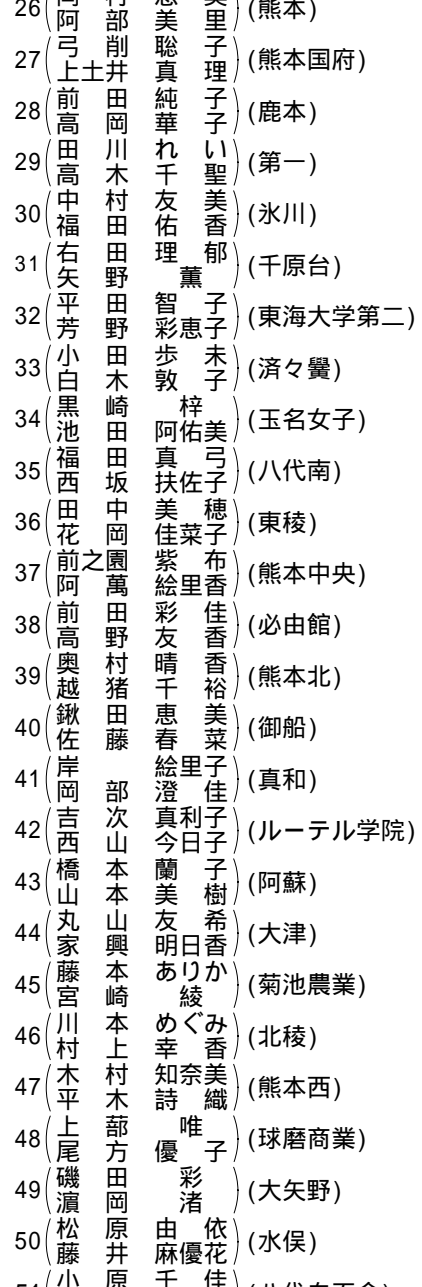 26 阿部美里 (熊本)
27 弓削聡子
上土井真理 (熊本国府)
28 前田純子
高岡華子 (鹿本)
29 田川れい
高木千聖 (第一)
30 中村友美
福田佑香 (氷川)
31 右田理郁
矢野薫 (千原台)
32 平田智子
芳野彩恵子 (東海大学第二)
33 小田歩未
白木敦子 (済々黌)
34 黒崎梓
池田阿佑美 (玉名女子)
35 福田真弓
西坂扶佐子 (八代南)
36 田中美穂
花岡佳菜子 (東稜)
37 前之園紫布
阿萬絵里香 (熊本中央)
38 前田彩佳
高野友香 (必由館)
39 奥村晴香
越猪千裕 (熊本北)
40 鍬田恵美
佐藤春菜 (御船)
41 岸絵里子
岡部澄佳 (真和)
42 吉次真利子
西山今日子 (ルーテル学院)
43 橋本蘭子
山本美樹 (阿蘇)
44 丸山友希
家興明日香 (大津)
45 藤本ありか
宮崎綾 (菊池農業)
46 川本めぐみ
村上幸香 (北稜)
47 木村知奈美
平木詩織 (熊本西)
48 上蔀唯
尾方優子 (球磨商業)
49 磯田彩
濵岡渚 (大矢野)
50 松原由依
藤井麻優花 (水俣)
小原千佳